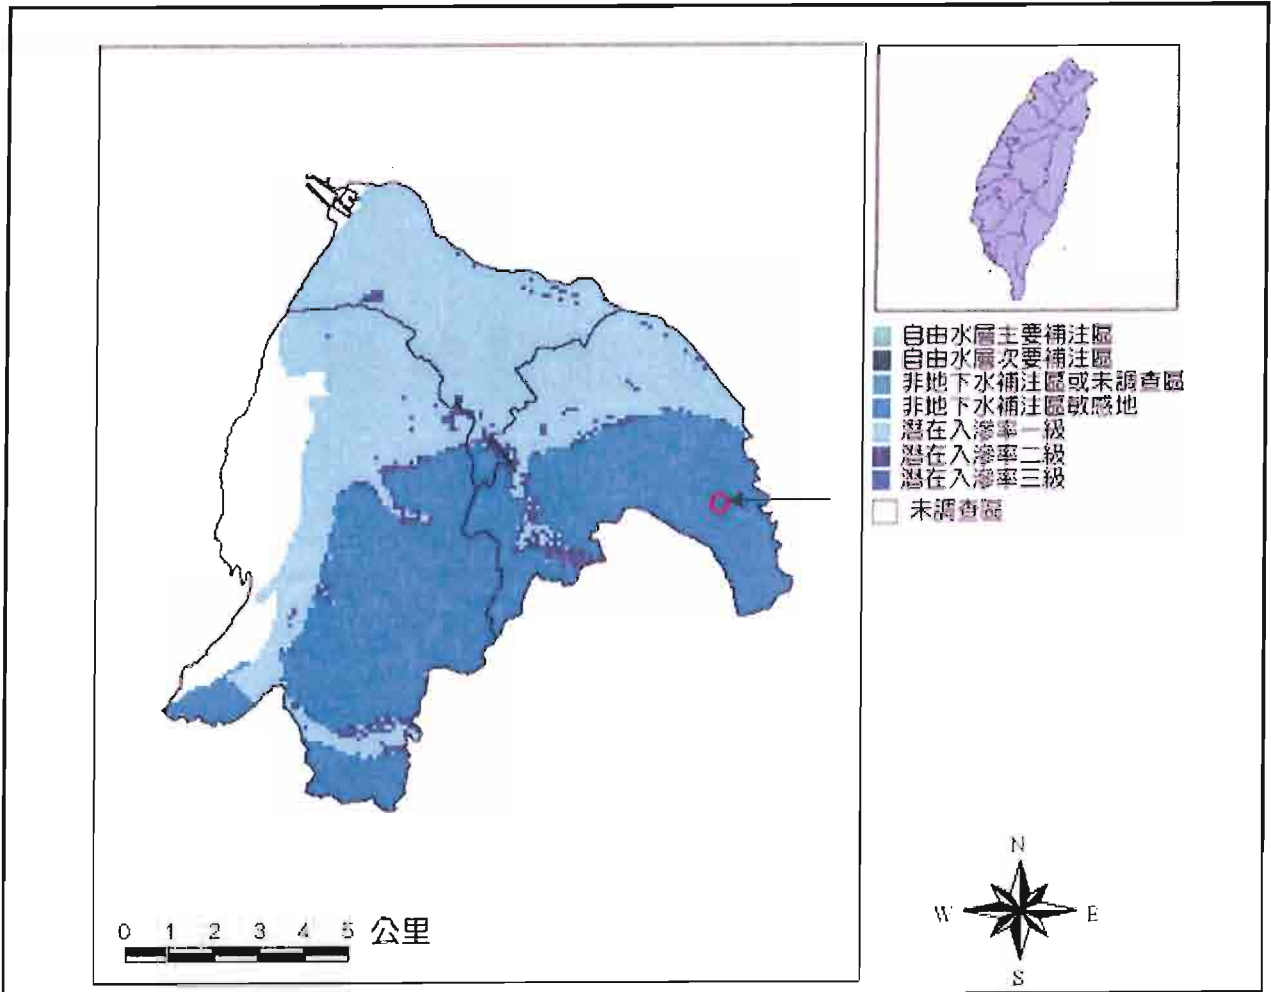 自由水層主要補注區
自由水層次要補注區
非地下水補注區或未調查區
非地下水補注區敏感地
潛在入滲率一級
潛在入滲率二級
潛在入滲率三級
未調查區
0 1 2 3 4 5 公里
N
W E
S